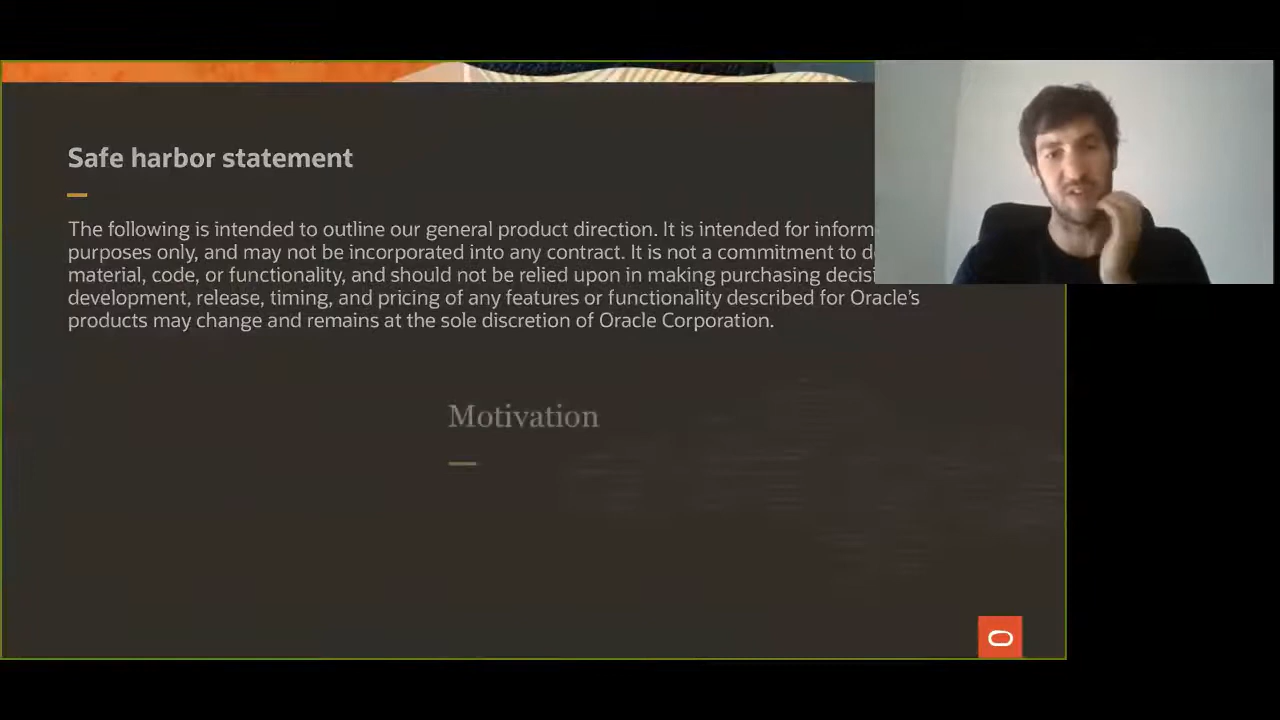 Safe harbor statement
The following is intended to outline our general product direction. It is intended for inform
purposes only, and may not be incorporated into any contract. It is not a commitment to d
material, code, or functionality, and should not be relied upon in making purchasing decisi
development, release, timing, and pricing of any features or functionality described for Oracle’s
products may change and remains at the sole discretion of Oracle Corporation.
Motivation